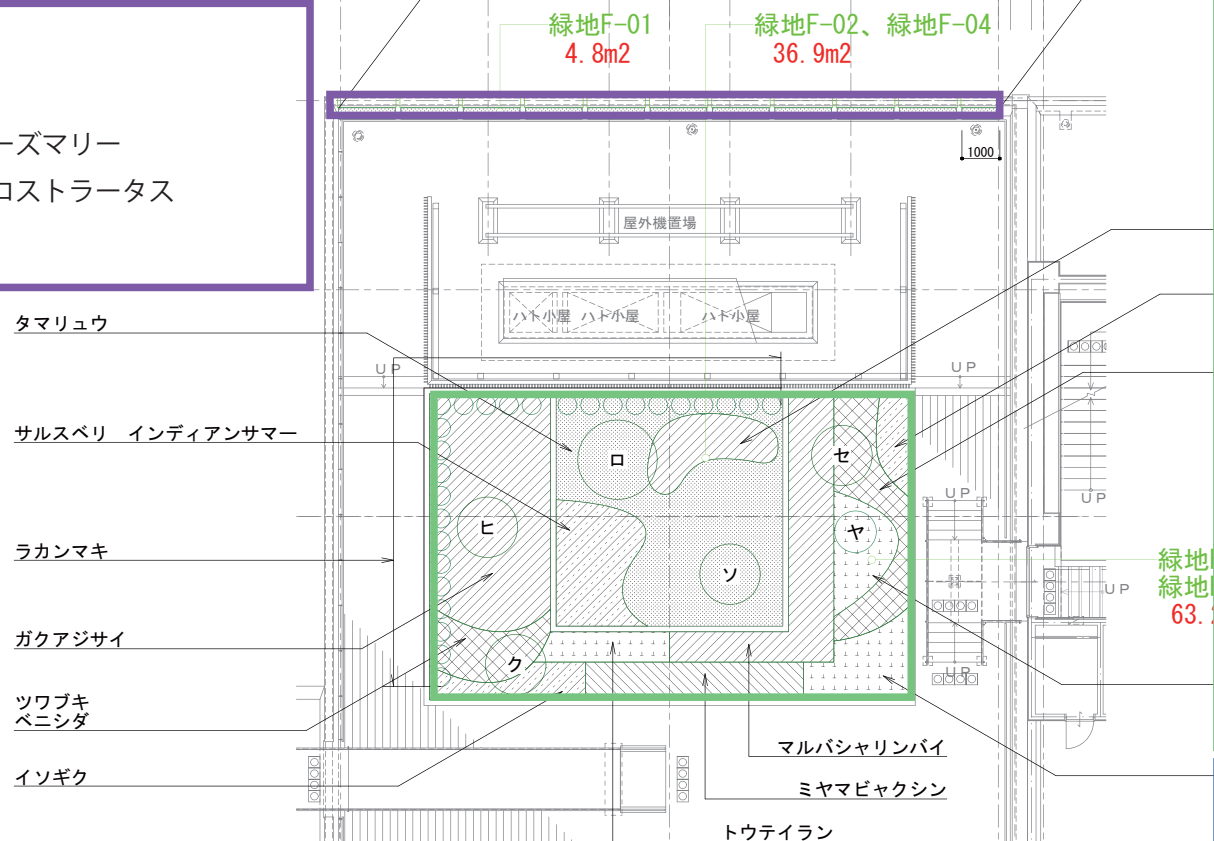 緑地F-01
4.8m2
緑地F-02、緑地F-04
36.9m2
ーズマリー
コストラータス
1000
屋外機置場
ハト小屋 ハト小屋 ハト小屋
タマリュウ
UP
UP
サルスベリ インディアンサマー
ロ
セ
UP
UP
ヒ
ヤ
ラカンマキ
ソ
緑地
緑地
UP
63.
ガクアジサイ
ク
UP
ツワブキ
ベニシダ
マルバシャリンバイ
イソギク
ミヤマビャクシン
トウテイラン